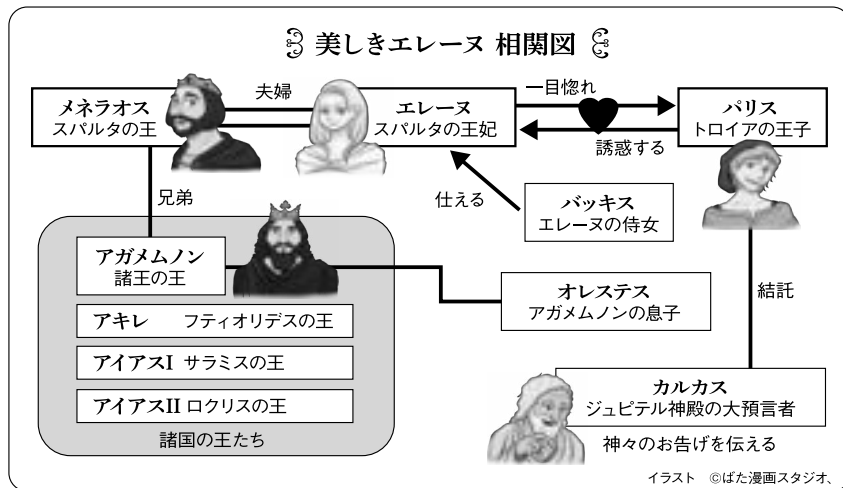 美しきエレーヌ 相関図
メネラオス
スパルタの王
夫婦
エレーヌ
スパルタの王妃
一目惚れ
誘惑する
パリス
トロイアの王子
兄弟
仕える
バッキス
エレーヌの侍女
アガメムノン
諸王の王
オレステス
アガメムノンの息子
結託
アキレ フティオリデスの王
アイアスI サラミスの王
アイアスII ロクリスの王
諸国の王たち
カルカス
ジュピテル神殿の大預言者
神々のお告げを伝える
イラスト ©ばた漫画スタジオ、